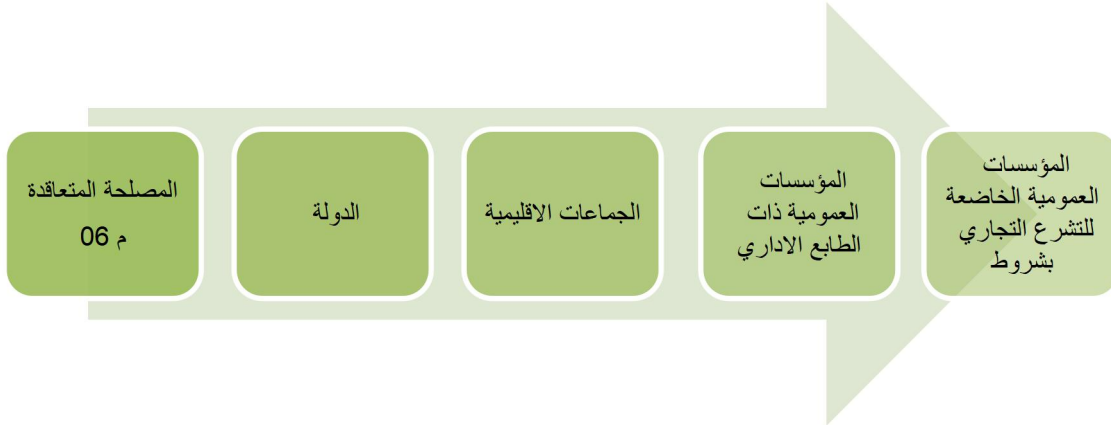 المصلحة المتعاقدة
م 06
الدولة
الجماعات الاقليمية
المؤسسات
العمومية ذات
الطابع الاداري
المؤسسات
العمومية الخاضعة
للتشرع التجاري
بشروط